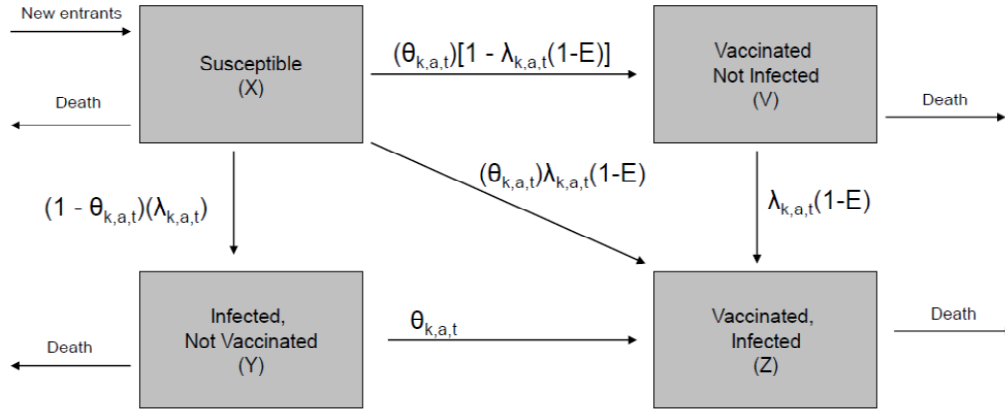 New entrants
Susceptible
(X)
Death
(θk,a,t)[1 - λk,a,t(1-E)]
Vaccinated
Not Infected
(V)
Death
(1 - θk,a,t)(λk,a,t)
(θk,a,t)λk,a,t(1-E)
λk,a,t(1-E)
Infected,
Not Vaccinated
(Y)
Death
θk,a,t
Vaccinated,
Infected
(Z)
Death